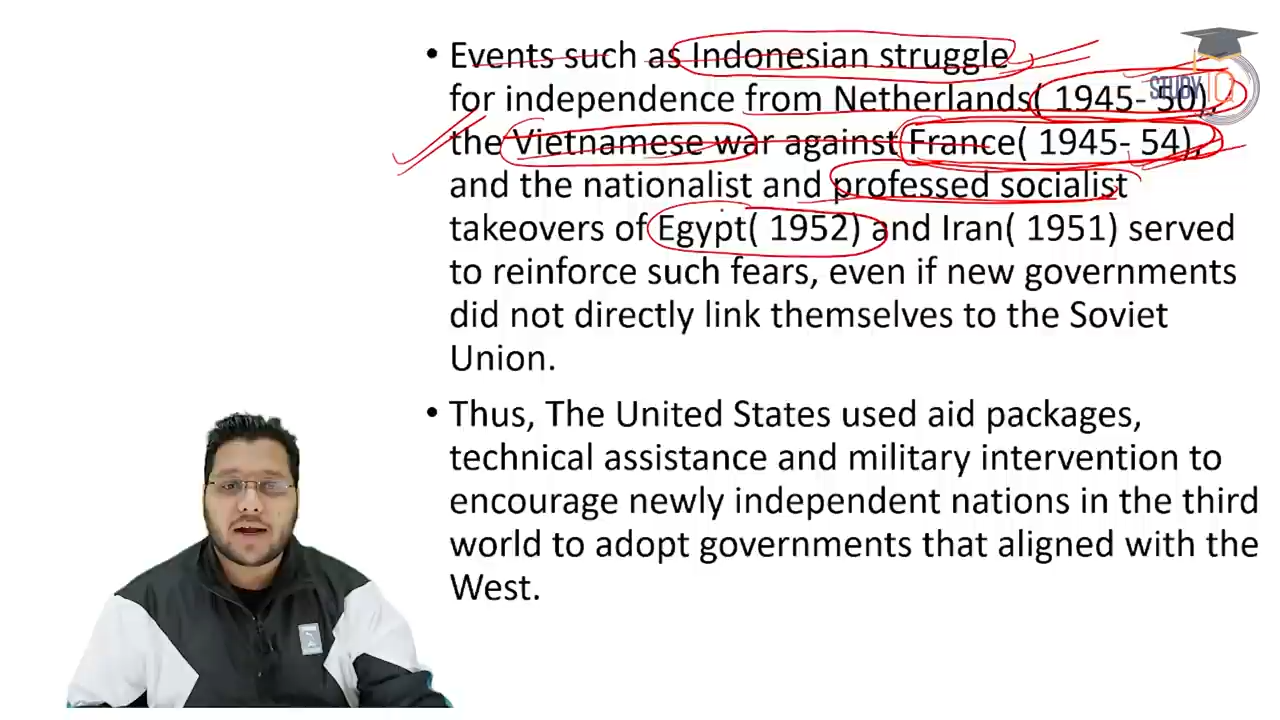 • Events such as Indonesian struggle
for independence from Netherlands( 1945- 50),
the Vietnamese war against France( 1945- 54),
and the nationalist and professed socialist
takeovers of Egypt( 1952) and Iran( 1951) served
to reinforce such fears, even if new governments
did not directly link themselves to the Soviet
Union.
• Thus, The United States used aid packages,
technical assistance and military intervention to
encourage newly independent nations in the third
world to adopt governments that aligned with the
West.
STUDY IQ